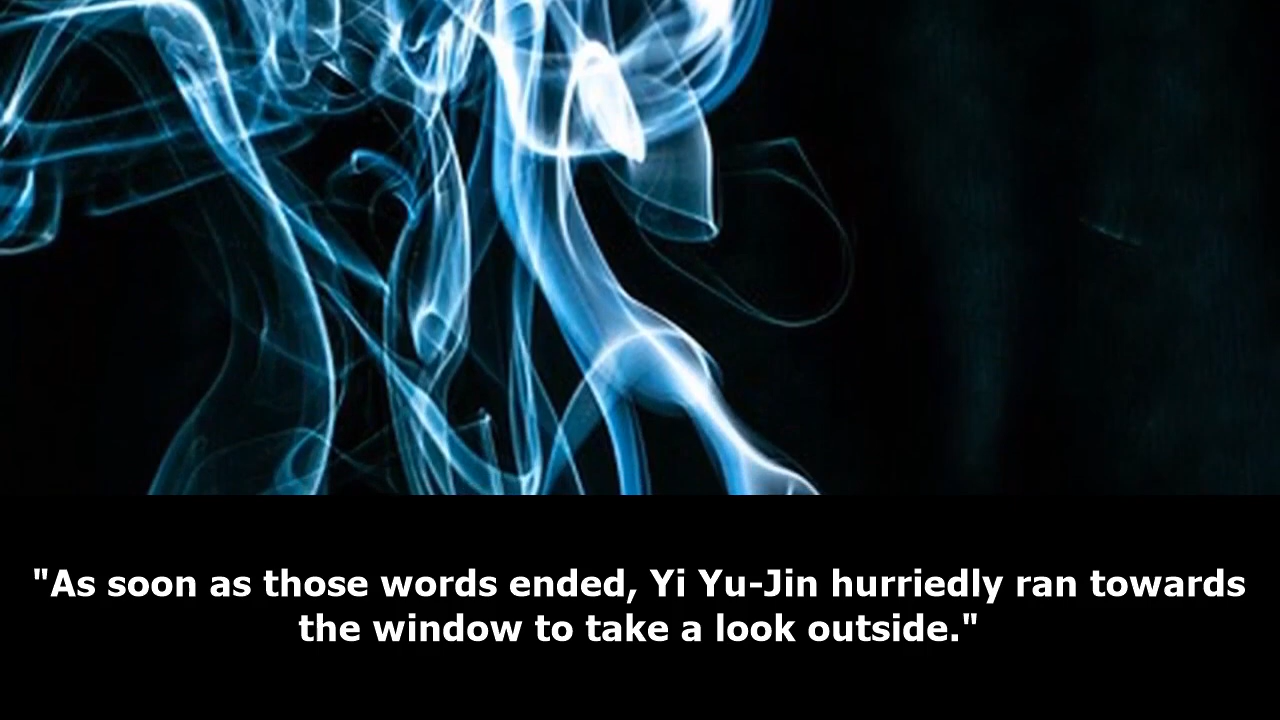 "As soon as those words ended, Yi Yu-Jin hurriedly ran towards
the window to take a look outside."